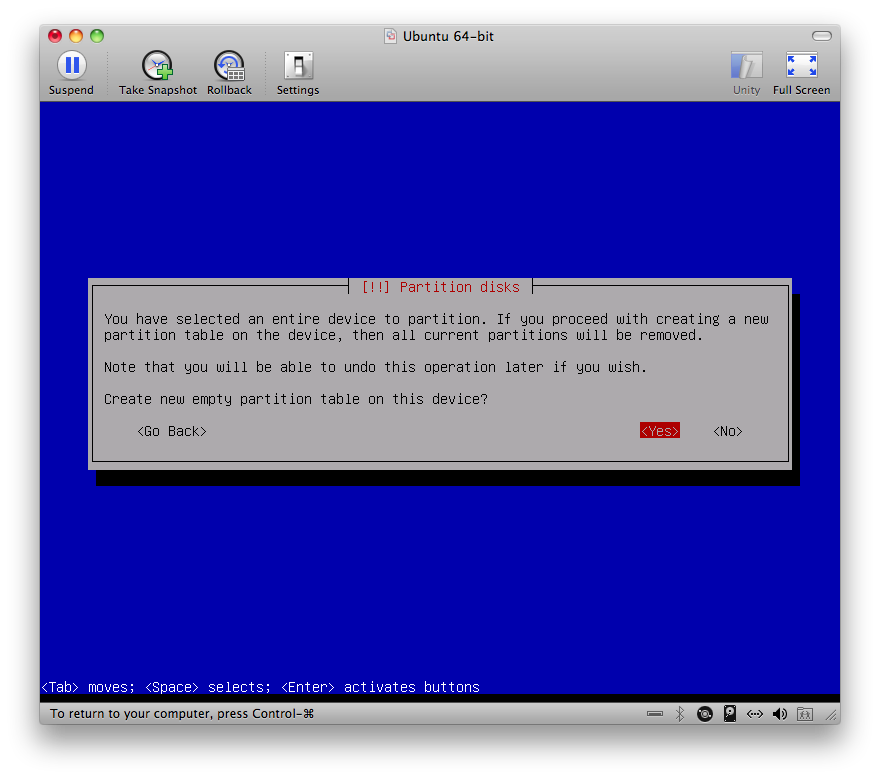 Ubuntu 64-bit
Suspend
Take Snapshot
Rollback
Settings
Unity
Full Screen
[!!] Partition disks
You have selected an entire device to partition. If you proceed with creating a new
partition table on the device, then all current partitions will be removed.
Note that you will be able to undo this operation later if you wish.
Create new empty partition table on this device?
<Go Back> <Yes> <No>
<Tab> moves; <Space> selects; <Enter> activates buttons
To return to your computer, press Control-⌘